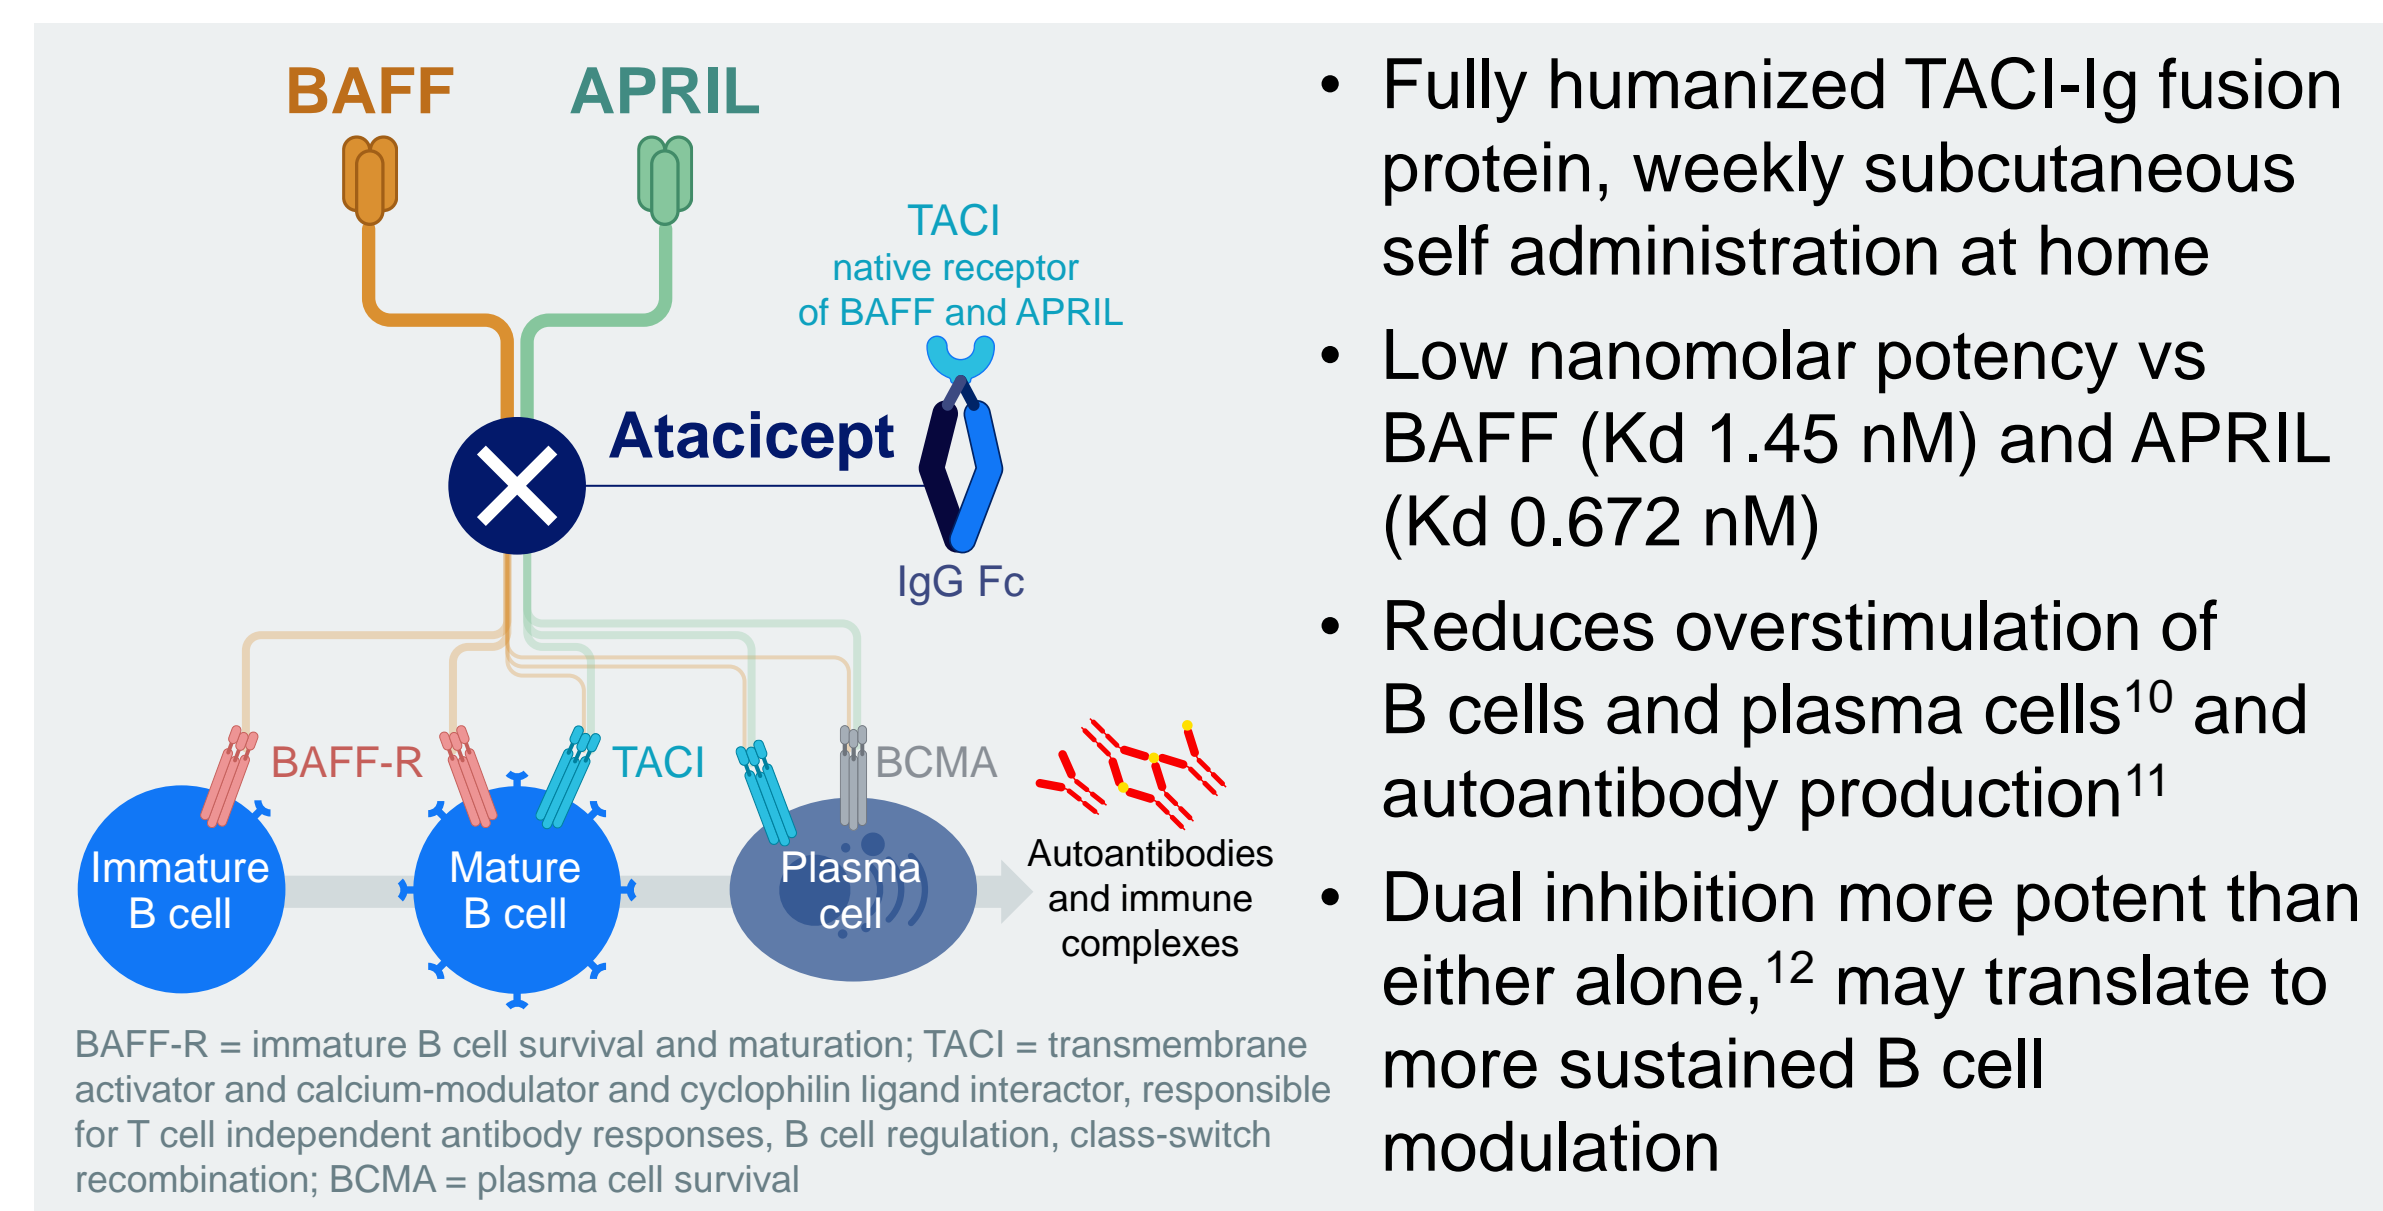 BAFF
APRIL
TACI
native receptor
of BAFF and APRIL
Atacicept
IgG Fc
BAFF-R
TACI
BCMA
Immature
B cell
Mature
B cell
Plasma
cell
Autoantibodies
and immune
complexes
BAFF-R = immature B cell survival and maturation; TACI = transmembrane
activator and calcium-modulator and cyclophilin ligand interactor, responsible
for T cell independent antibody responses, B cell regulation, class-switch
recombination; BCMA = plasma cell survival
• Fully humanized TACI-Ig fusion
protein, weekly subcutaneous
self administration at home
• Low nanomolar potency vs
BAFF (Kd 1.45 nM) and APRIL
(Kd 0.672 nM)
• Reduces overstimulation of
B cells and plasma cells¹⁰ and
autoantibody production¹¹
• Dual inhibition more potent than
either alone,¹² may translate to
more sustained B cell
modulation